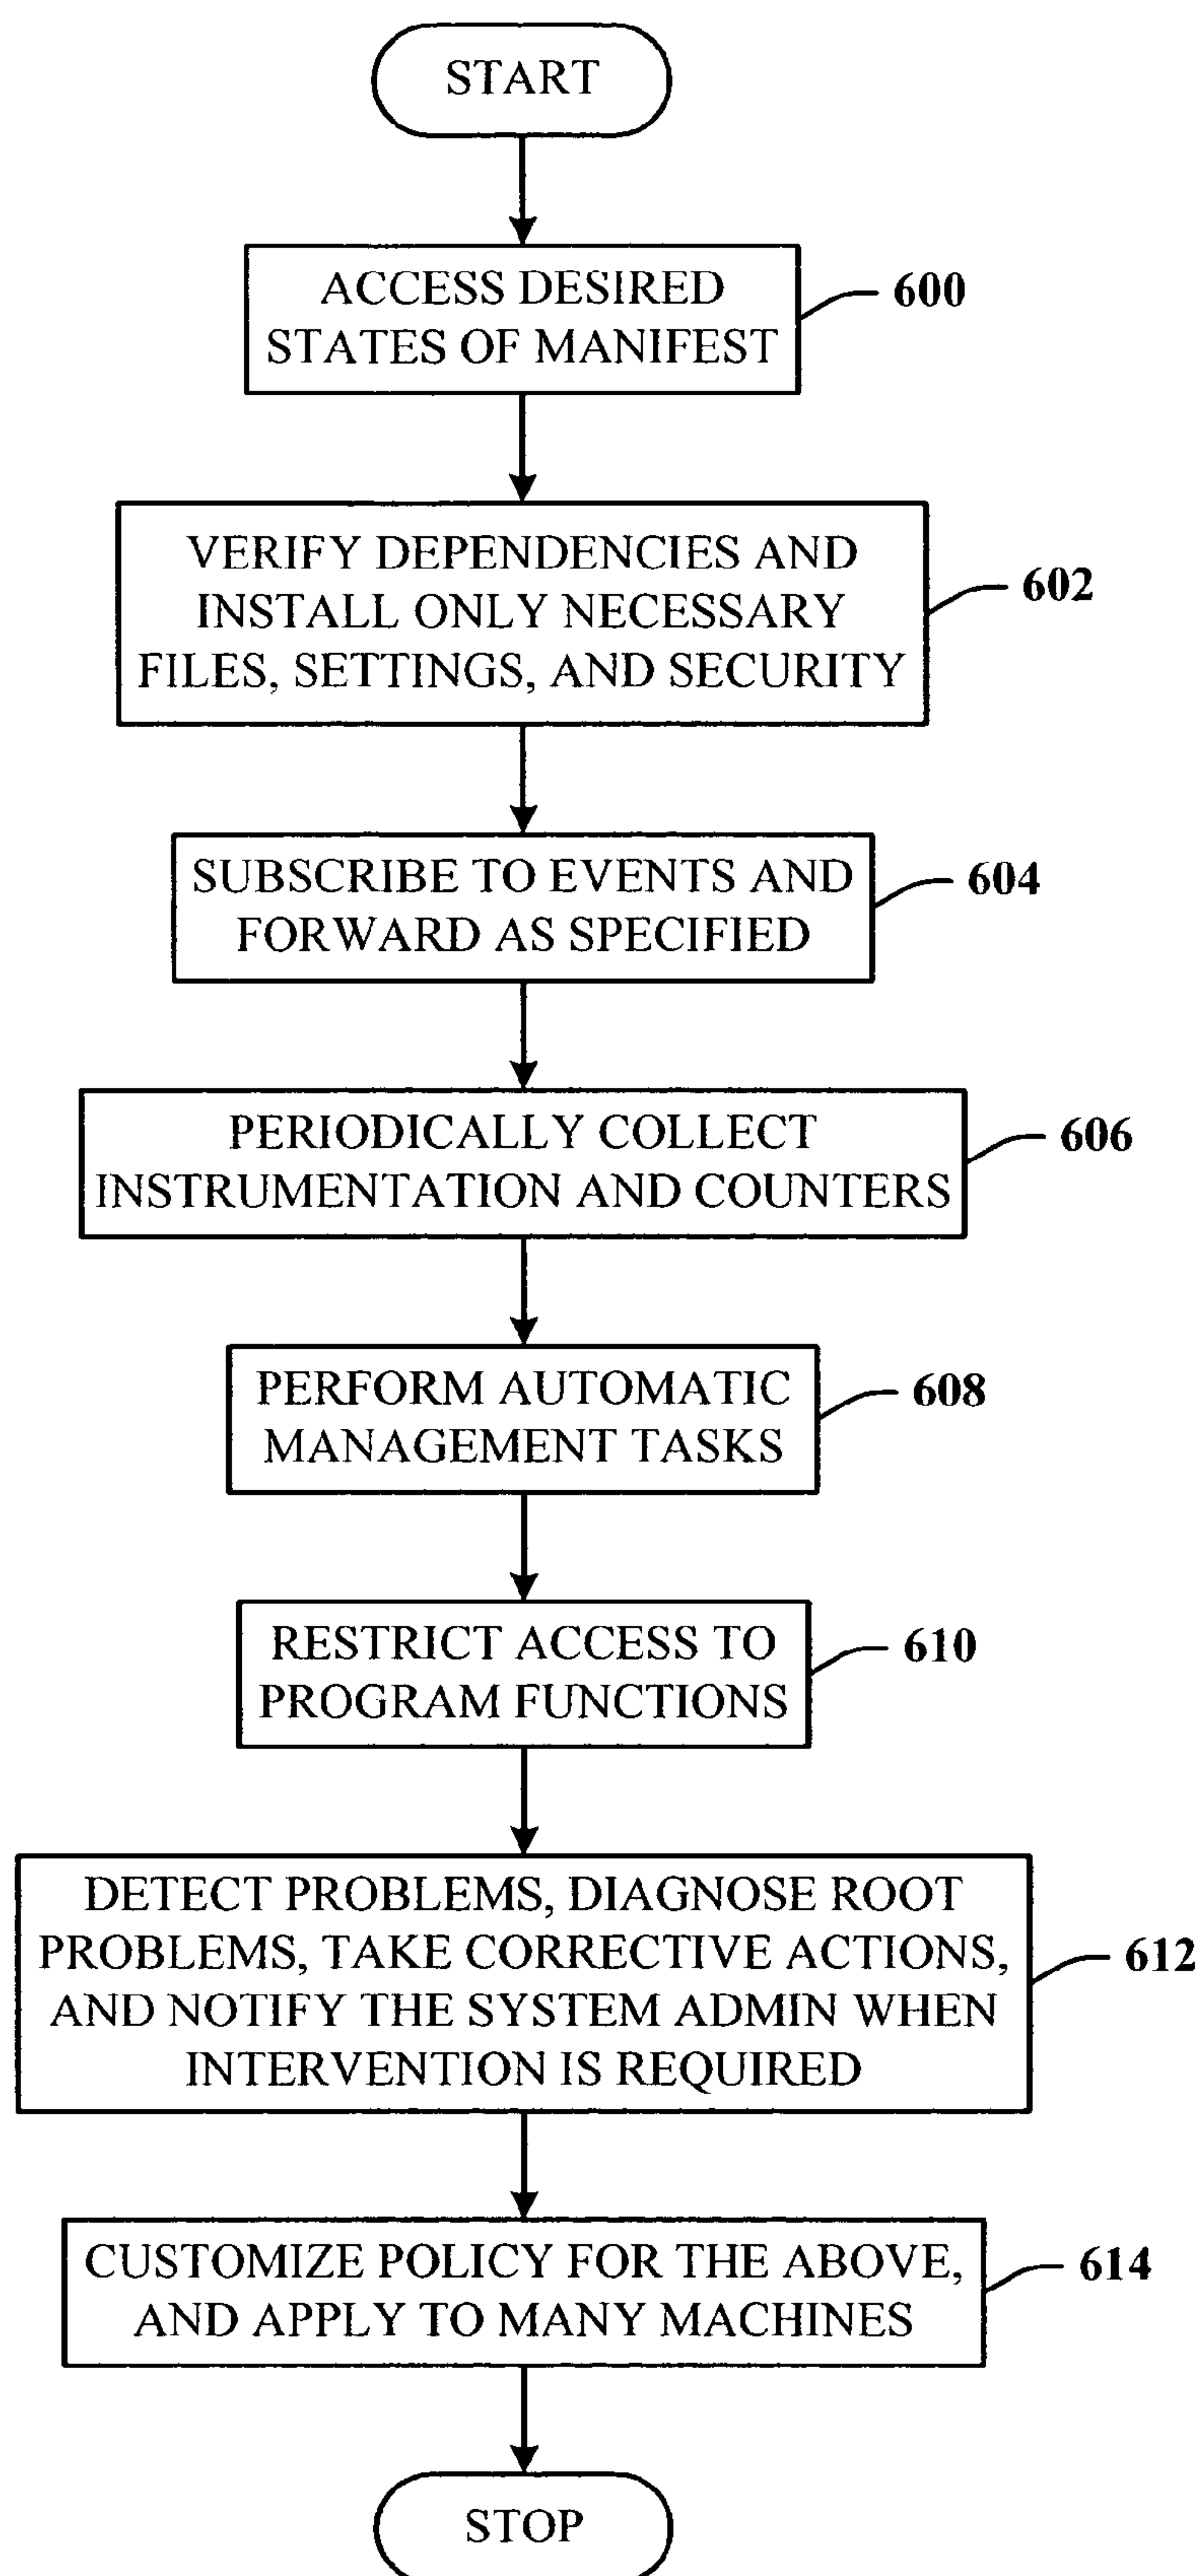 START
ACCESS DESIRED
STATES OF MANIFEST
600
VERIFY DEPENDENCIES AND
INSTALL ONLY NECESSARY
FILES, SETTINGS, AND SECURITY
602
SUBSCRIBE TO EVENTS AND
FORWARD AS SPECIFIED
604
PERIODICALLY COLLECT
INSTRUMENTATION AND COUNTERS
606
PERFORM AUTOMATIC
MANAGEMENT TASKS
608
RESTRICT ACCESS TO
PROGRAM FUNCTIONS
610
DETECT PROBLEMS, DIAGNOSE ROOT
PROBLEMS, TAKE CORRECTIVE ACTIONS,
AND NOTIFY THE SYSTEM ADMIN WHEN
INTERVENTION IS REQUIRED
612
CUSTOMIZE POLICY FOR THE ABOVE,
AND APPLY TO MANY MACHINES
614
STOP